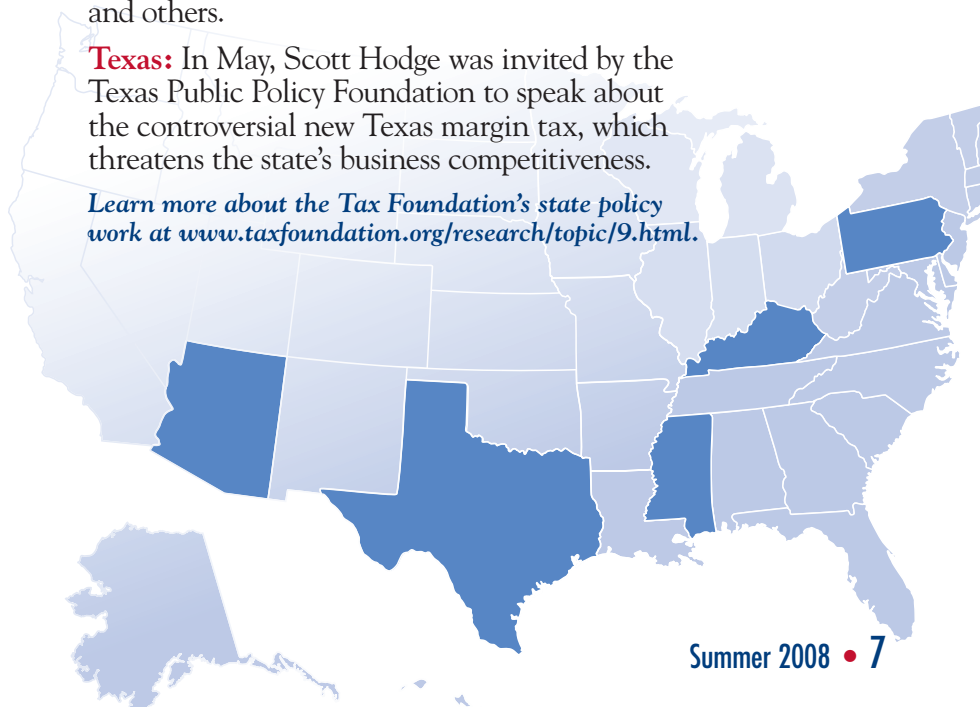 and others.
Texas: In May, Scott Hodge was invited by the
Texas Public Policy Foundation to speak about
the controversial new Texas margin tax, which
threatens the state’s business competitiveness.
Learn more about the Tax Foundation’s state policy
work at www.taxfoundation.org/research/topic/9.html.
Summer 2008 • 7